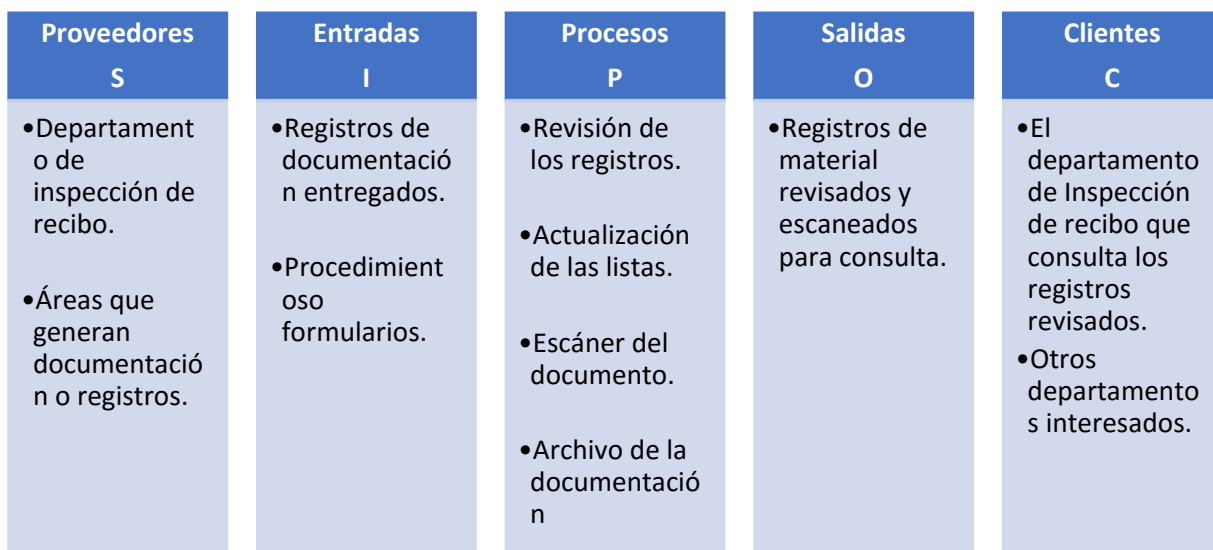 Proveedores
S
•Departament
o de
inspección de
recibo.
•Áreas que
generan
documentació
n o registros.
Entradas
I
•Registros de
documentació
n entregados.
•Procedimient
oso
formularios.
Procesos
P
•Revisión de
los registros.
•Actualización
de las listas.
•Escáner del
documento.
•Archivo de la
documentació
n
Salidas
O
•Registros de
material
revisados y
escaneados
para consulta.
Clientes
C
•El
departamento
de Inspección
de recibo que
consulta los
registros
revisados.
•Otros
departamento
s interesados.